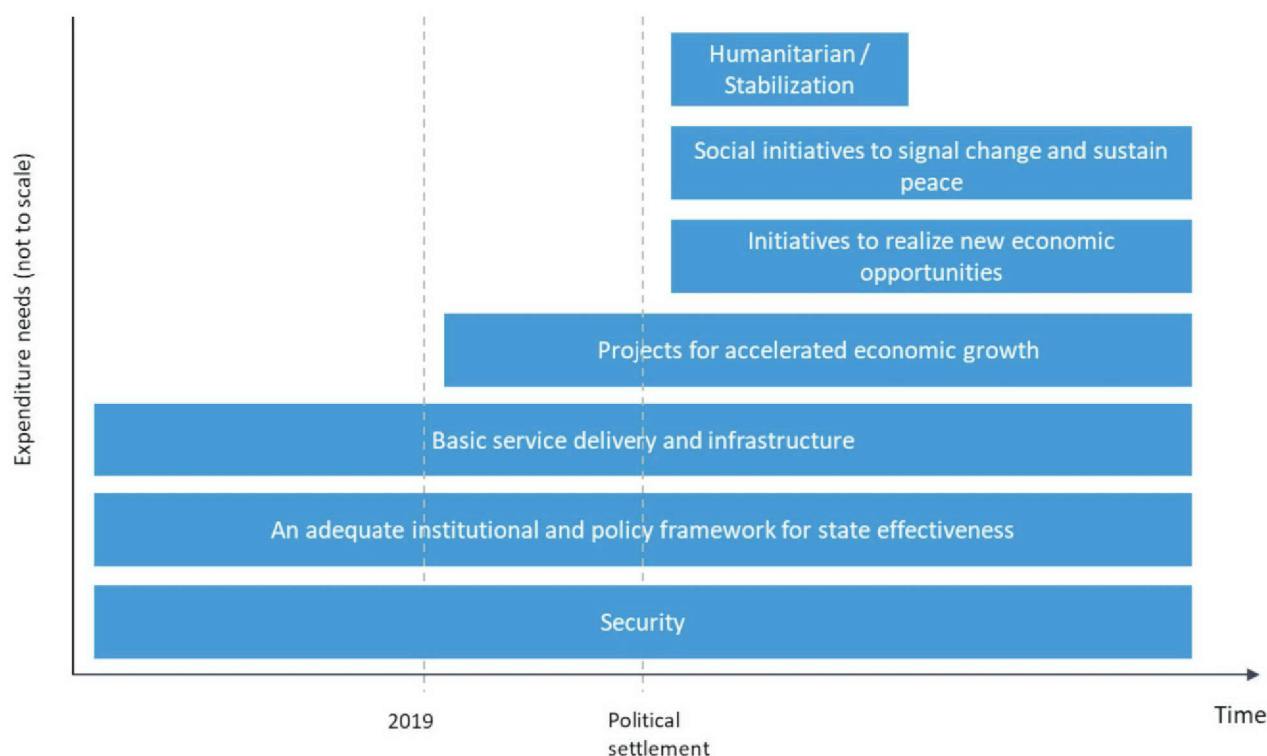 Expenditure needs (not to scale)
Humanitarian /
Stabilization
Social initiatives to signal change and sustain
peace
Initiatives to realize new economic
opportunities
Projects for accelerated economic growth
Basic service delivery and infrastructure
An adequate institutional and policy framework for state effectiveness
Security
2019
Political
settlement
Time